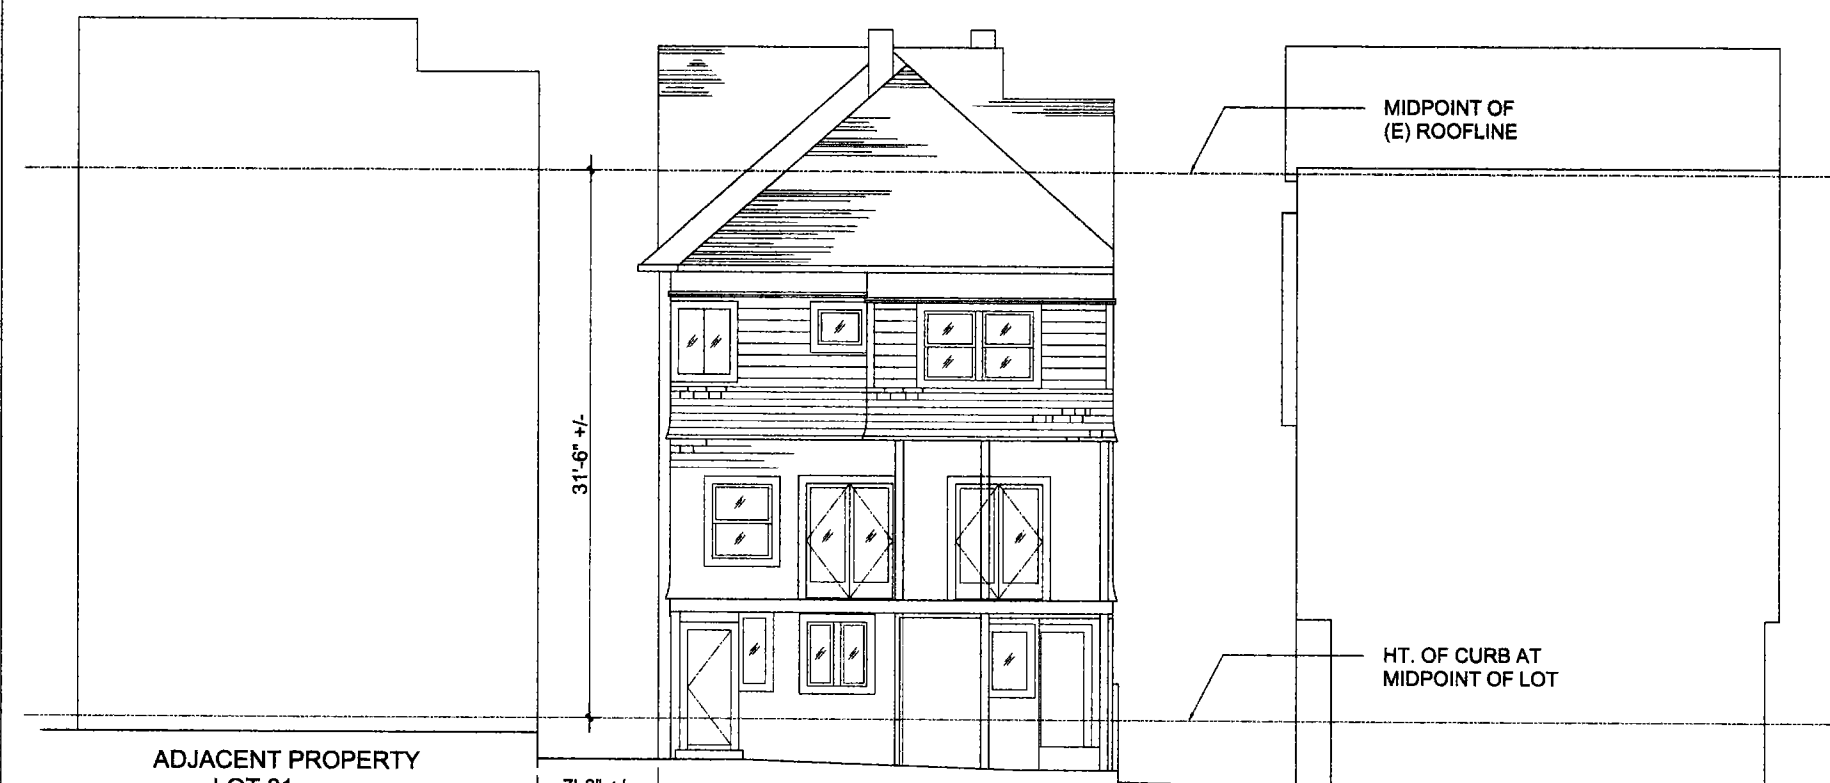 MIDPOINT OF
(E) ROOFLINE
31'-6" +/-
HT. OF CURB AT
MIDPOINT OF LOT
ADJACENT PROPERTY